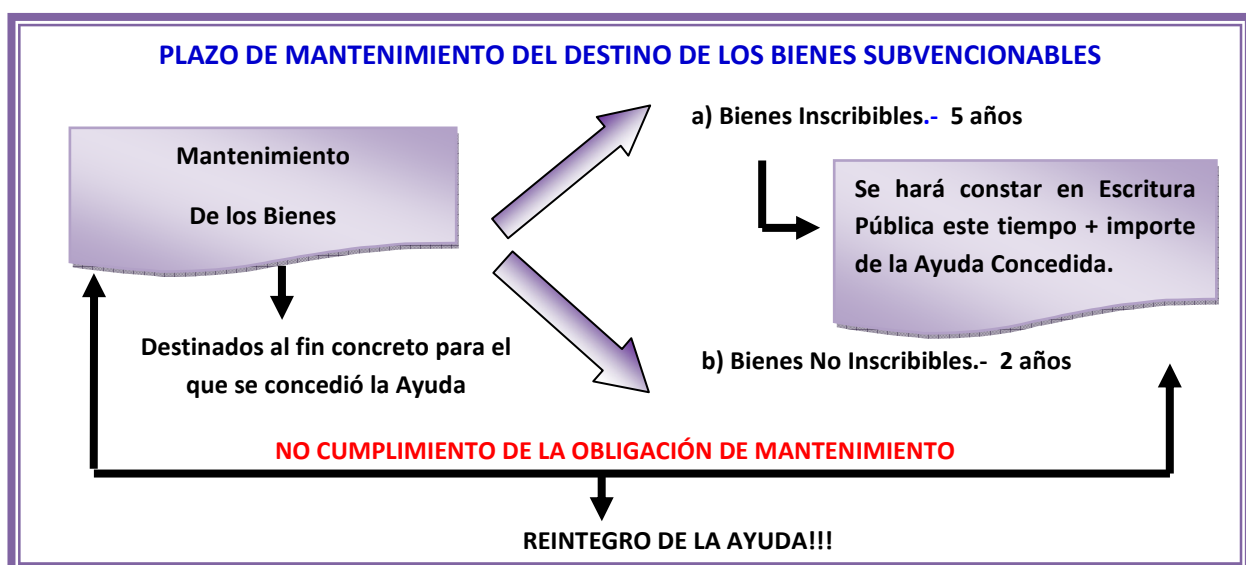 PLAZO DE MANTENIMIENTO DEL DESTINO DE LOS BIENES SUBVENCIONABLES
Mantenimiento
De los Bienes
Destinados al fin concreto para el
que se concedió la Ayuda
a) Bienes Inscribibles.- 5 años
Se hará constar en Escritura
Pública este tiempo + importe
de la Ayuda Concedida.
b) Bienes No Inscribibles.- 2 años
NO CUMPLIMIENTO DE LA OBLIGACIÓN DE MANTENIMIENTO
REINTEGRO DE LA AYUDA!!!